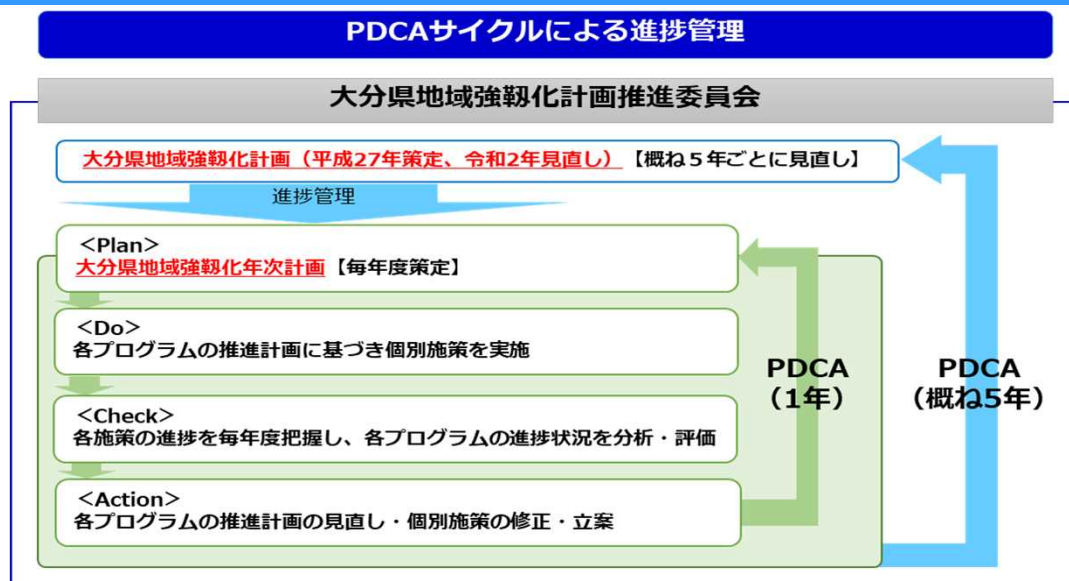 PDCAサイクルによる進捗管理
大分県地域強靱化計画推進委員会
大分県地域強靱化計画（平成27年策定、令和2年見直し）【概ね５年ごとに見直し】
進捗管理
<Plan>
大分県地域強靱化年次計画【毎年度策定】
<Do>
各プログラムの推進計画に基づき個別施策を実施
<Check>
各施策の進捗を毎年度把握し、各プログラムの進捗状況を分析・評価
<Action>
各プログラムの推進計画の見直し・個別施策の修正・立案
PDCA
（1年）
PDCA
（概ね5年）